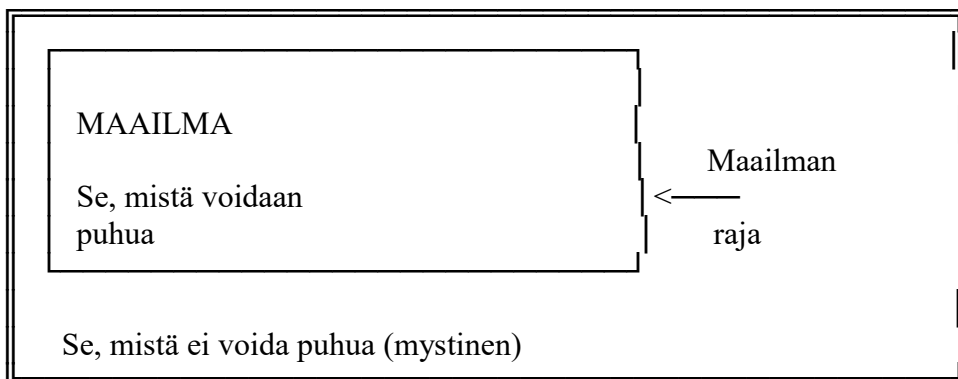 MAAILMA
Maailman
Se, mistä voidaan
puhua
raja
Se, mistä ei voida puhua (mystinen)